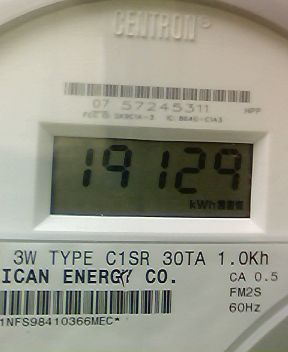 CENTRON®
07 57245311
HPP
19129
kWh
3W TYPE C1SR 30TA 1.0Kh
ICAN ENERGY CO.
CA 0.5
FM2S
60Hz
1NFS98410366MEC*